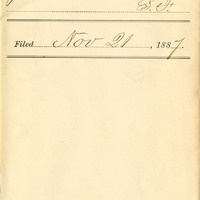 S. F.
Filed Nov 21, 1887.